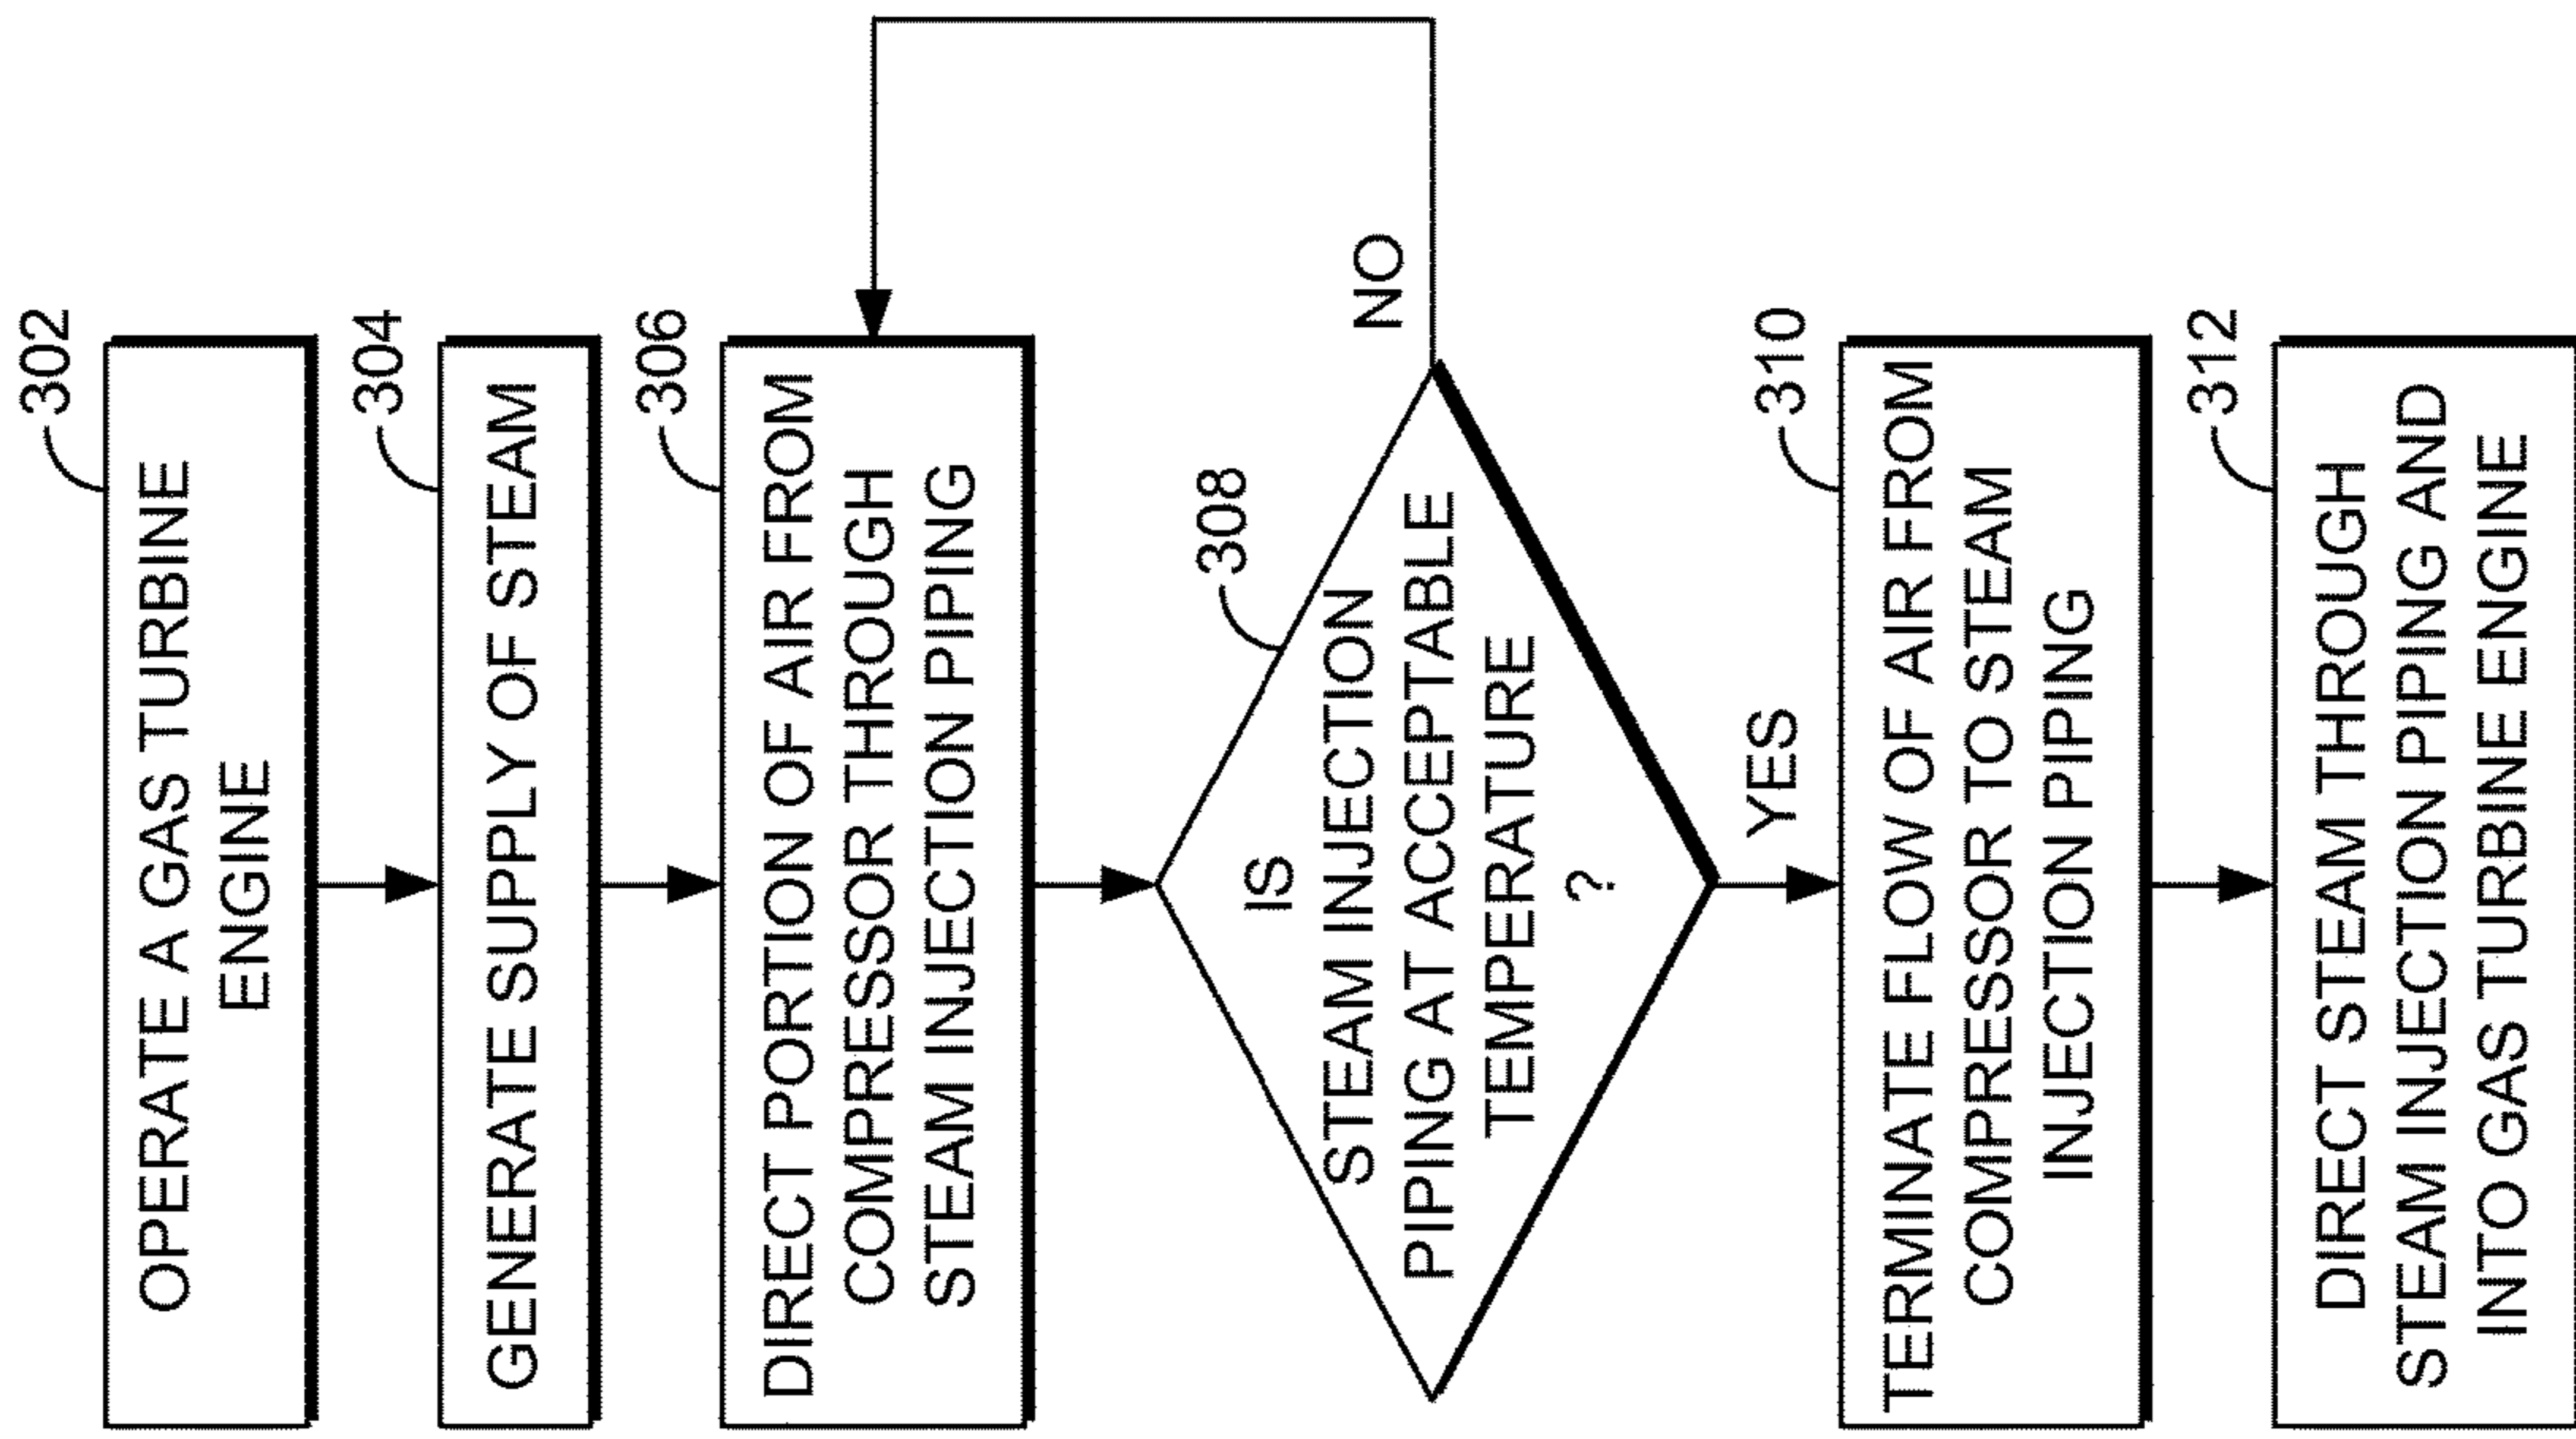 302
OPERATE A GAS TURBINE
ENGINE
304
GENERATE SUPPLY OF STEAM
306
DIRECT PORTION OF AIR FROM
COMPRESSOR THROUGH
STEAM INJECTION PIPING
308
IS
STEAM INJECTION
PIPING AT ACCEPTABLE
TEMPERATURE
?
NO
YES
310
TERMINATE FLOW OF AIR FROM
COMPRESSOR TO STEAM
INJECTION PIPING
312
DIRECT STEAM THROUGH
STEAM INJECTION PIPING AND
INTO GAS TURBINE ENGINE